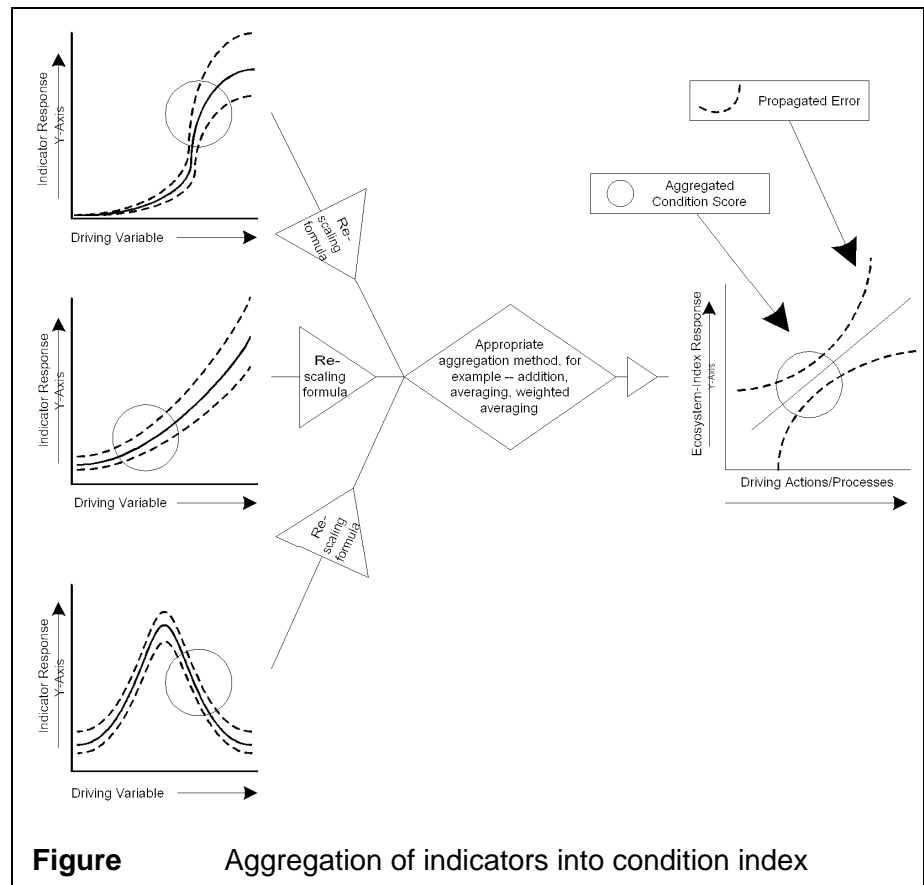 Indicator Response
Y-Axis
Driving Variable
Re-
scaling
formula
Propagated Error
Aggregated
Condition Score
Indicator Response
Y-Axis
Driving Variable
Re-
scaling
formula
Appropriate
aggregation method, for
example -- addition,
averaging, weighted
averaging
Ecosystem-Index Response
Y-Axis
Driving Actions/Processes
Re-
scaling
formula
Indicator Response
Y-Axis
Driving Variable
Figure Aggregation of indicators into condition index